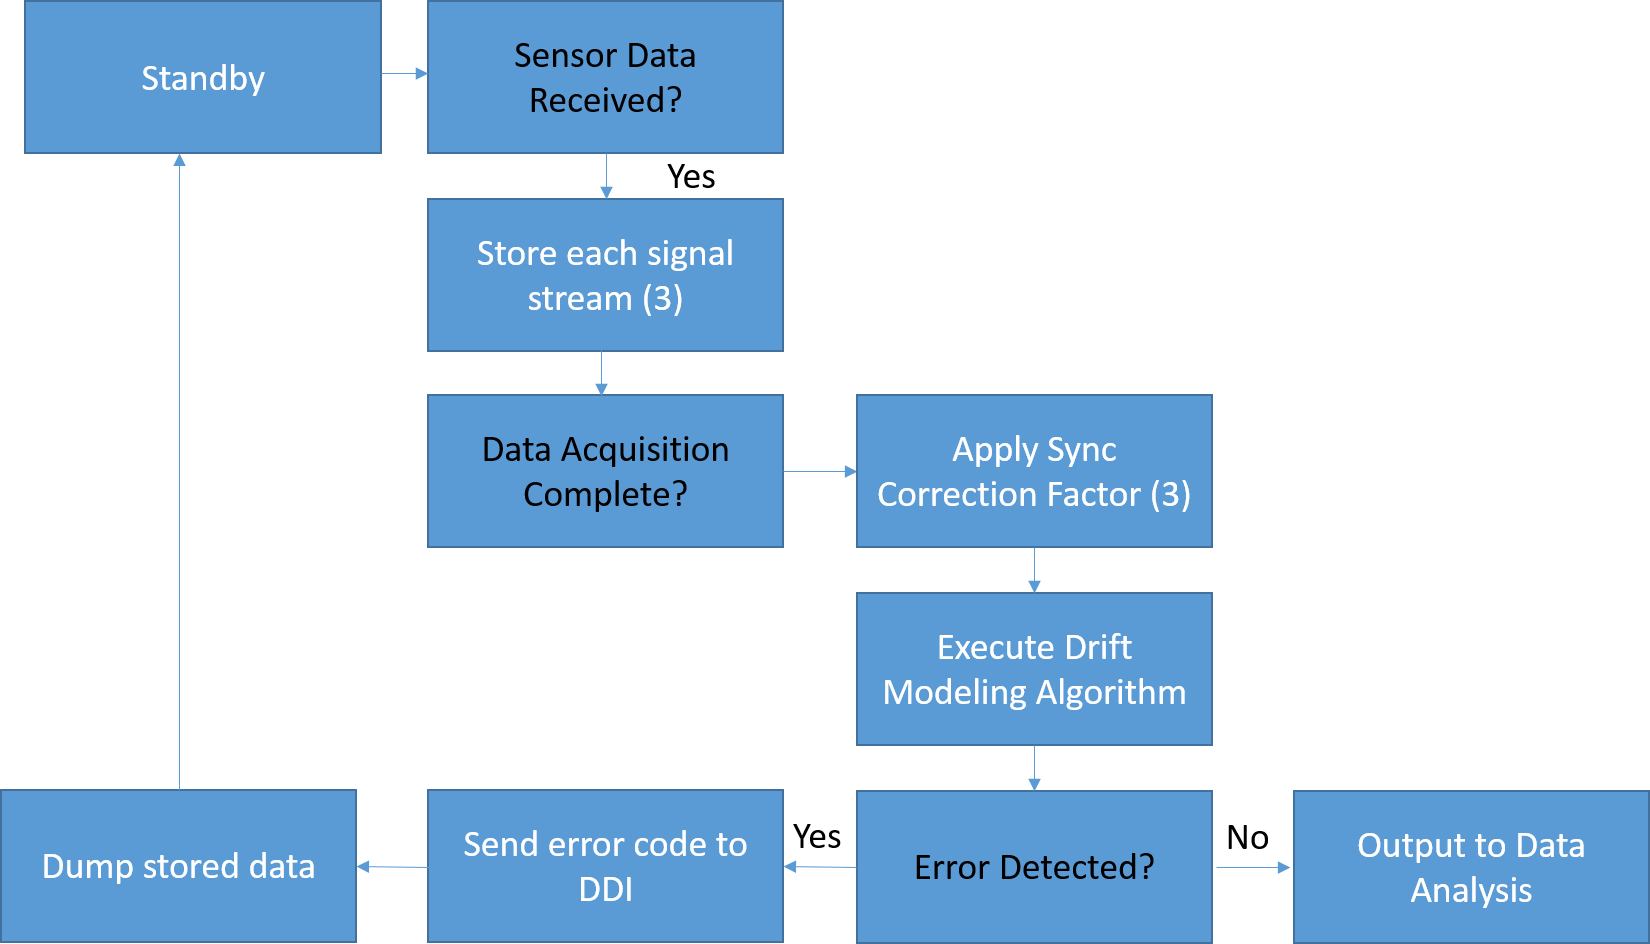 Standby
Sensor Data
Received?
Yes
Store each signal
stream (3)
Data Acquisition
Complete?
Apply Sync
Correction Factor (3)
Execute Drift
Modeling Algorithm
Error Detected?
Yes
No
Send error code to
DDI
Dump stored data
Output to Data
Analysis